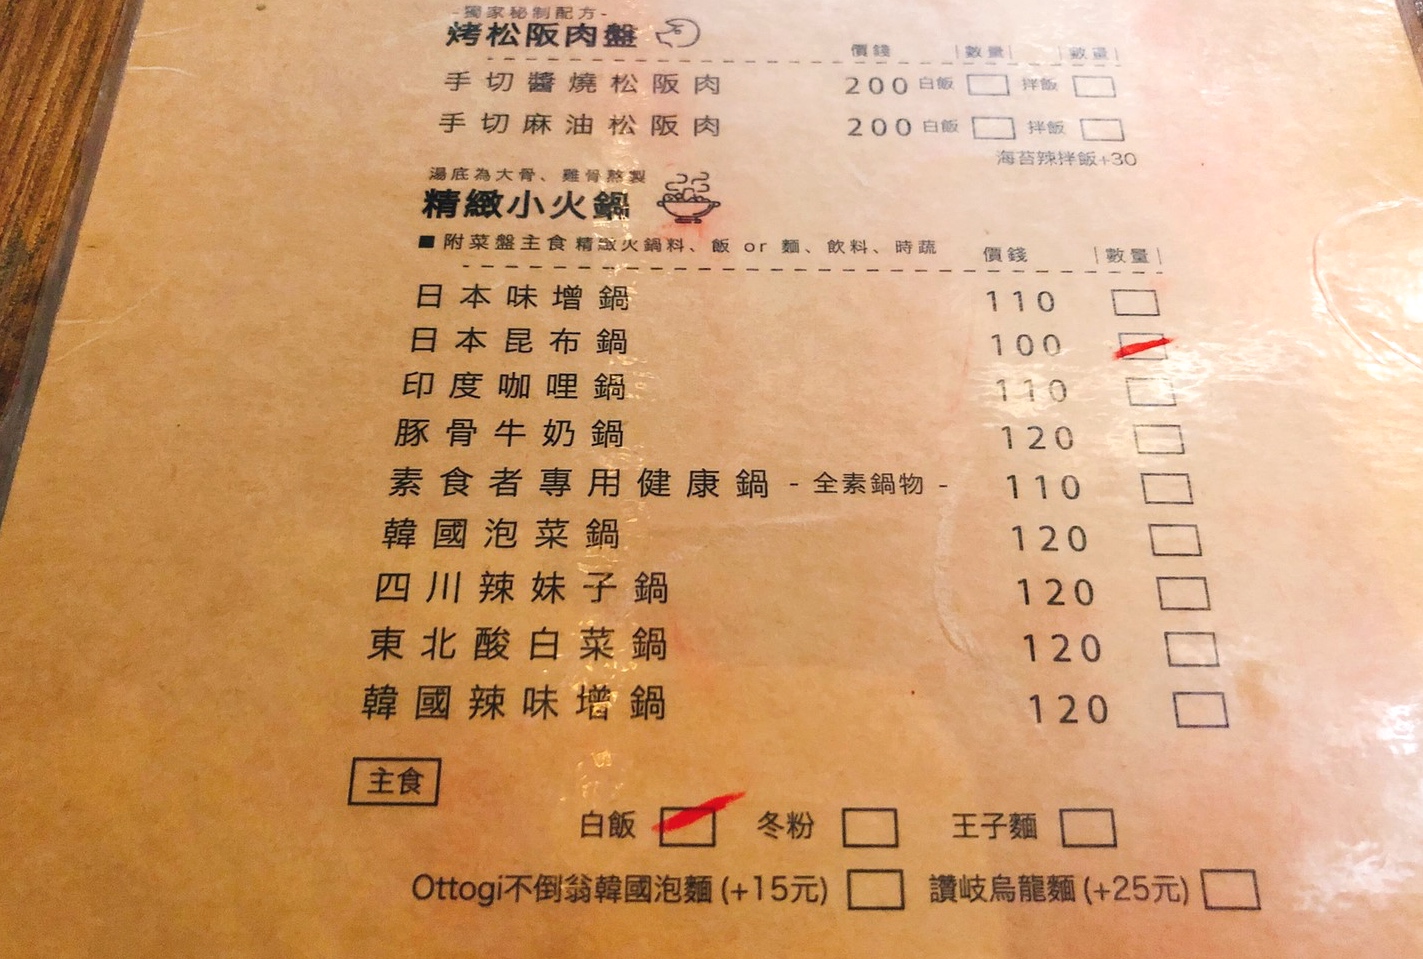 -獨家秘制配方-
烤松阪肉盤
價錢 |數量| |數量|
手切醬燒松阪肉 200 白飯 拌飯
手切麻油松阪肉 200 白飯 拌飯
海苔辣拌飯+30
湯底為大骨、雞骨熬製
精緻小火鍋
■附菜盤主食精緻火鍋料、飯 or 麵、飲料、時蔬 價錢 |數量|
日本味增鍋 110
日本昆布鍋 100
印度咖哩鍋 110
豚骨牛奶鍋 120
素食者專用健康鍋 - 全素鍋物 - 110
韓國泡菜鍋 120
四川辣妹子鍋 120
東北酸白菜鍋 120
韓國辣味增鍋 120
主食
白飯 冬粉 王子麵
Ottogi不倒翁韓國泡麵 (+15元) 讚岐烏龍麵 (+25元)